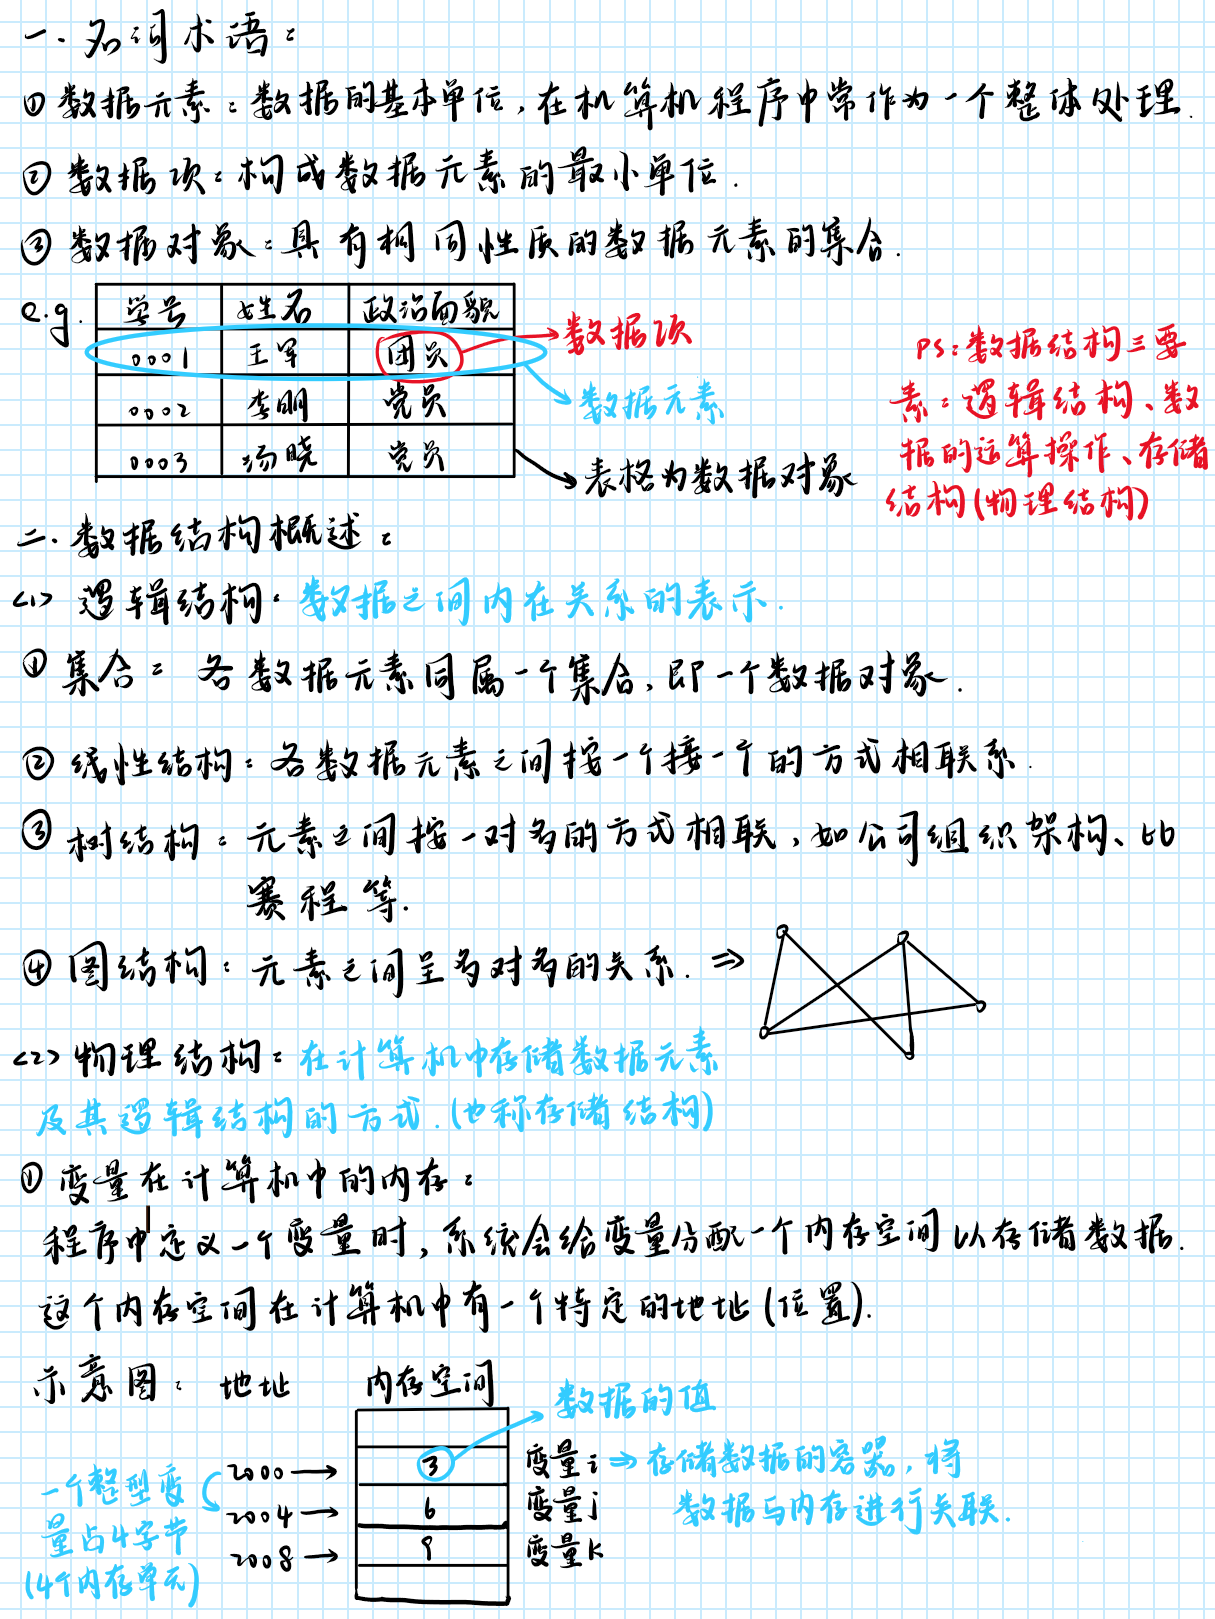 一.名词术语:
①数据元素:数据的基本单位,在机算机程序中常作为一个整体处理.
②数据项:构成数据元素的最小单位.
③数据对象:具有相同性质的数据元素的集合.
e.g.
学号 姓名 政治面貌
0001 王军 团员
0002 李明 党员
0003 汤晓 党员
数据项
数据元素
表格为数据对象
PS:数据结构三要
素:逻辑结构、数
据的运算操作、存储
结构(物理结构)
二.数据结构概述:
<1> 逻辑结构:数据之间内在关系的表示.
①集合:各数据元素同属一个集合,即一个数据对象.
②线性结构:各数据元素之间按一个接一个的方式相联系.
③树结构:元素之间按一对多的方式相联,如公司组织架构、比
赛程等.
④图结构:元素之间呈多对多的关系.⇒
<2>物理结构:在计算机中存储数据元素
及其逻辑结构的方式.(也称存储结构)
①变量在计算机中的内存:
程序中定义一个变量时,系统会给变量分配一个内存空间以存储数据.
这个内存空间在计算机中有一个特定的地址(位置).
示意图: 地址 内存空间
数据的值
2000→ 3 变量i⇒存储数据的容器,将
数据与内存进行关联.
2004→ 6 变量j
2008→ 9 变量k
一个整型变
量占4字节
(4个内存单元)